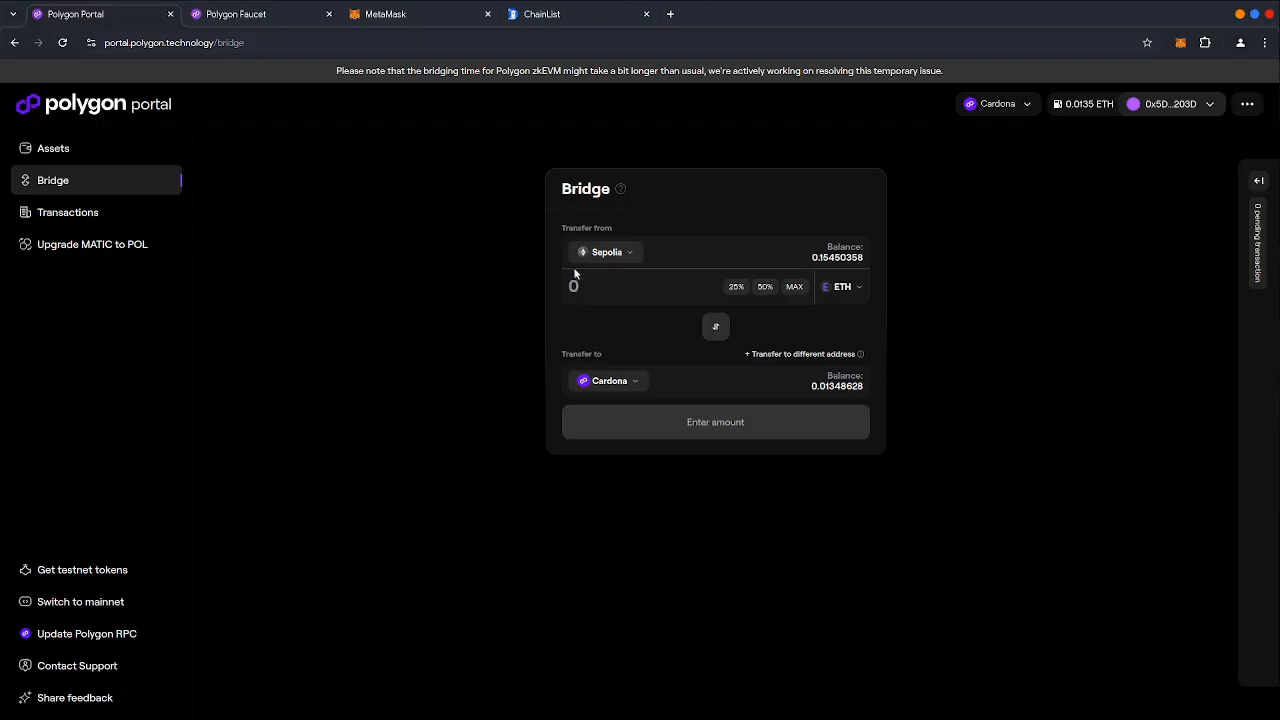 Polygon Portal
Polygon Faucet
MetaMask
ChainList
portal.polygon.technology/bridge
Please note that the bridging time for Polygon zkEVM might take a bit longer than usual, we're actively working on resolving this temporary issue.
polygon portal
Cardona
0.0135 ETH
0x5D...203D
Assets
Bridge
Transactions
Upgrade MATIC to POL
Bridge
Transfer from
Sepolia
Balance:
0.15450358
0
25%
50%
MAX
E
ETH
Transfer to
+ Transfer to different address
Cardona
Balance:
0.01348628
Enter amount
0 pending transaction
Get testnet tokens
Switch to mainnet
Update Polygon RPC
Contact Support
Share feedback